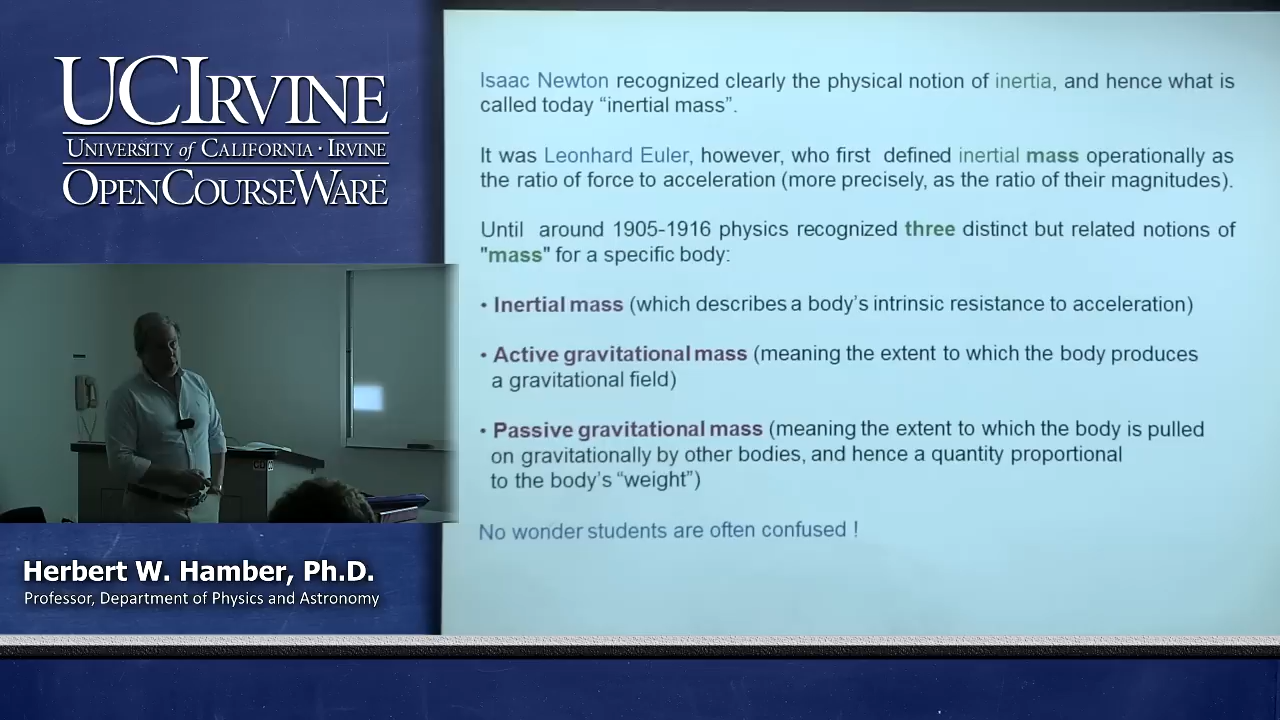 UCIRVINE
UNIVERSITY of CALIFORNIA · IRVINE
OPENCOURSEWARE
Isaac Newton recognized clearly the physical notion of inertia, and hence what is
called today “inertial mass”.
It was Leonhard Euler, however, who first defined inertial mass operationally as
the ratio of force to acceleration (more precisely, as the ratio of their magnitudes).
Until around 1905-1916 physics recognized three distinct but related notions of
"mass" for a specific body:
• Inertial mass (which describes a body’s intrinsic resistance to acceleration)
• Active gravitational mass (meaning the extent to which the body produces
a gravitational field)
• Passive gravitational mass (meaning the extent to which the body is pulled
on gravitationally by other bodies, and hence a quantity proportional
to the body’s “weight”)
No wonder students are often confused !
Herbert W. Hamber, Ph.D.
Professor, Department of Physics and Astronomy